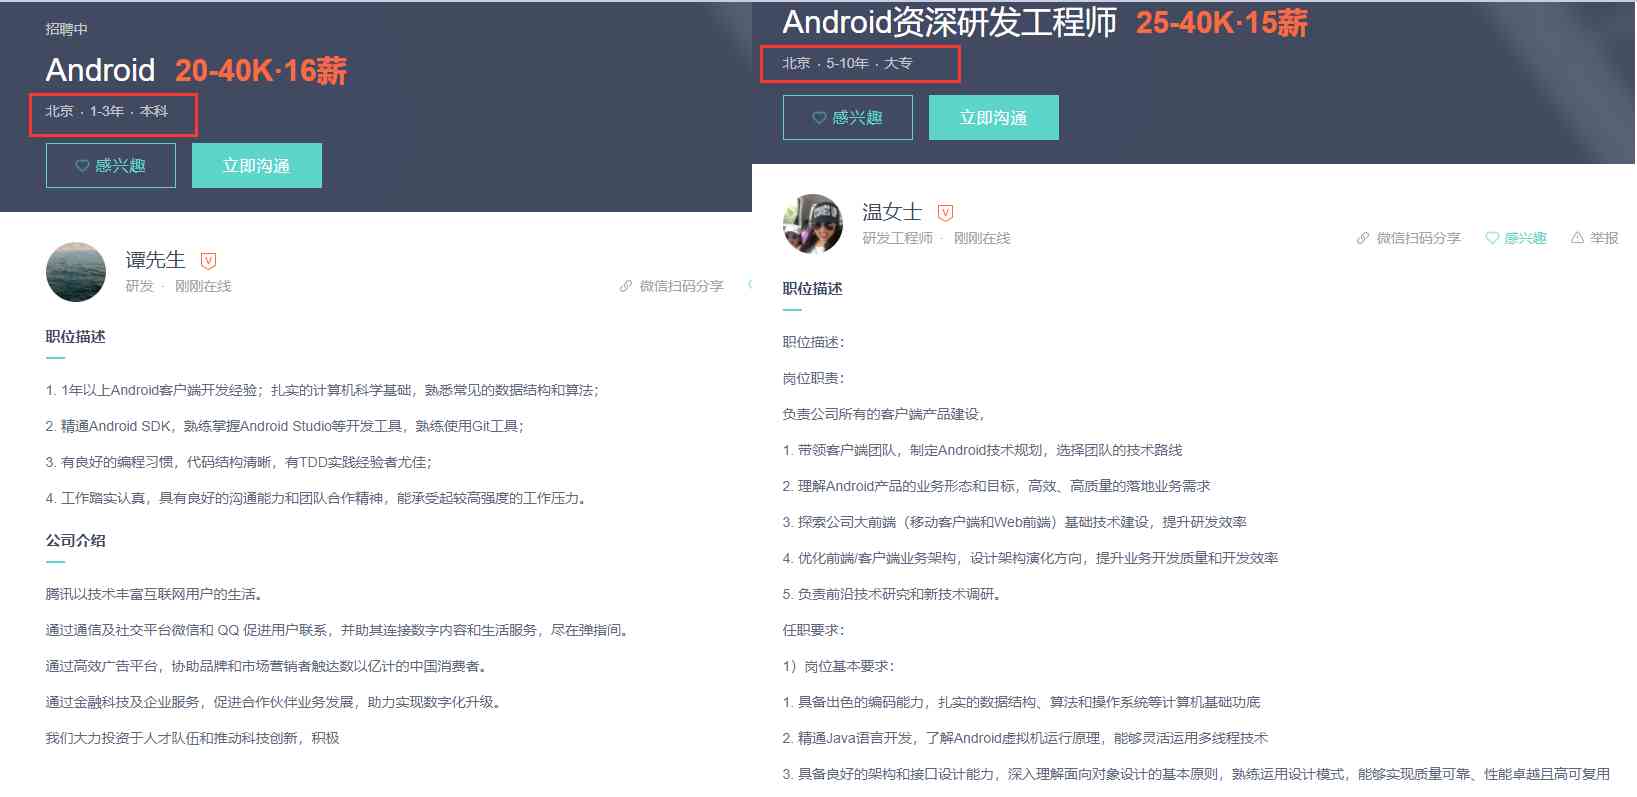 招聘中
Android 20-40K·16薪
北京 · 1-3年 · 本科
感兴趣
立即沟通
谭先生
研发 · 刚刚在线
微信扫码分享
职位描述
1. 1年以上Android客户端开发经验；扎实的计算机科学基础，熟悉常见的数据结构和算法；
2. 精通Android SDK，熟练掌握Android Studio等开发工具，熟练使用Git工具；
3. 有良好的编程习惯，代码结构清晰，有TDD实践经验者尤佳；
4. 工作踏实认真，具有良好的沟通能力和团队合作精神，能承受起较高强度的工作压力。
公司介绍
腾讯以技术丰富互联网用户的生活。
通过通信及社交平台微信和 QQ 促进用户联系，并助其连接数字内容和生活服务，尽在弹指间。
通过高效广告平台，协助品牌和市场营销者触达数以亿计的中国消费者。
通过金融科技及企业服务，促进合作伙伴业务发展，助力实现数字化升级。
我们大力投资于人才队伍和推动科技创新，积极
Android资深研发工程师 25-40K·15薪
北京 · 5-10年 · 大专
感兴趣
立即沟通
温女士
研发工程师 · 刚刚在线
微信扫码分享
感兴趣
举报
职位描述
职位描述：
岗位职责：
负责公司所有的客户端产品建设，
1. 带领客户端团队，制定Android技术规划，选择团队的技术路线
2. 理解Android产品的业务形态和目标，高效、高质量的落地业务需求
3. 探索公司大前端（移动客户端和Web前端）基础技术建设，提升研发效率
4. 优化前端/客户端业务架构，设计架构演化方向，提升业务开发质量和开发效率
5. 负责前沿技术研究和新技术调研。
任职要求：
1）岗位基本要求：
1. 具备出色的编码能力，扎实的数据结构、算法和操作系统等计算机基础功底
2. 精通Java语言开发，了解Android虚拟机运行原理，能够灵活运用多线程技术
3. 具备良好的架构和接口设计能力，深入理解面向对象设计的基本原则，熟练运用设计模式，能够实现质量可靠、性能卓越且高可复用